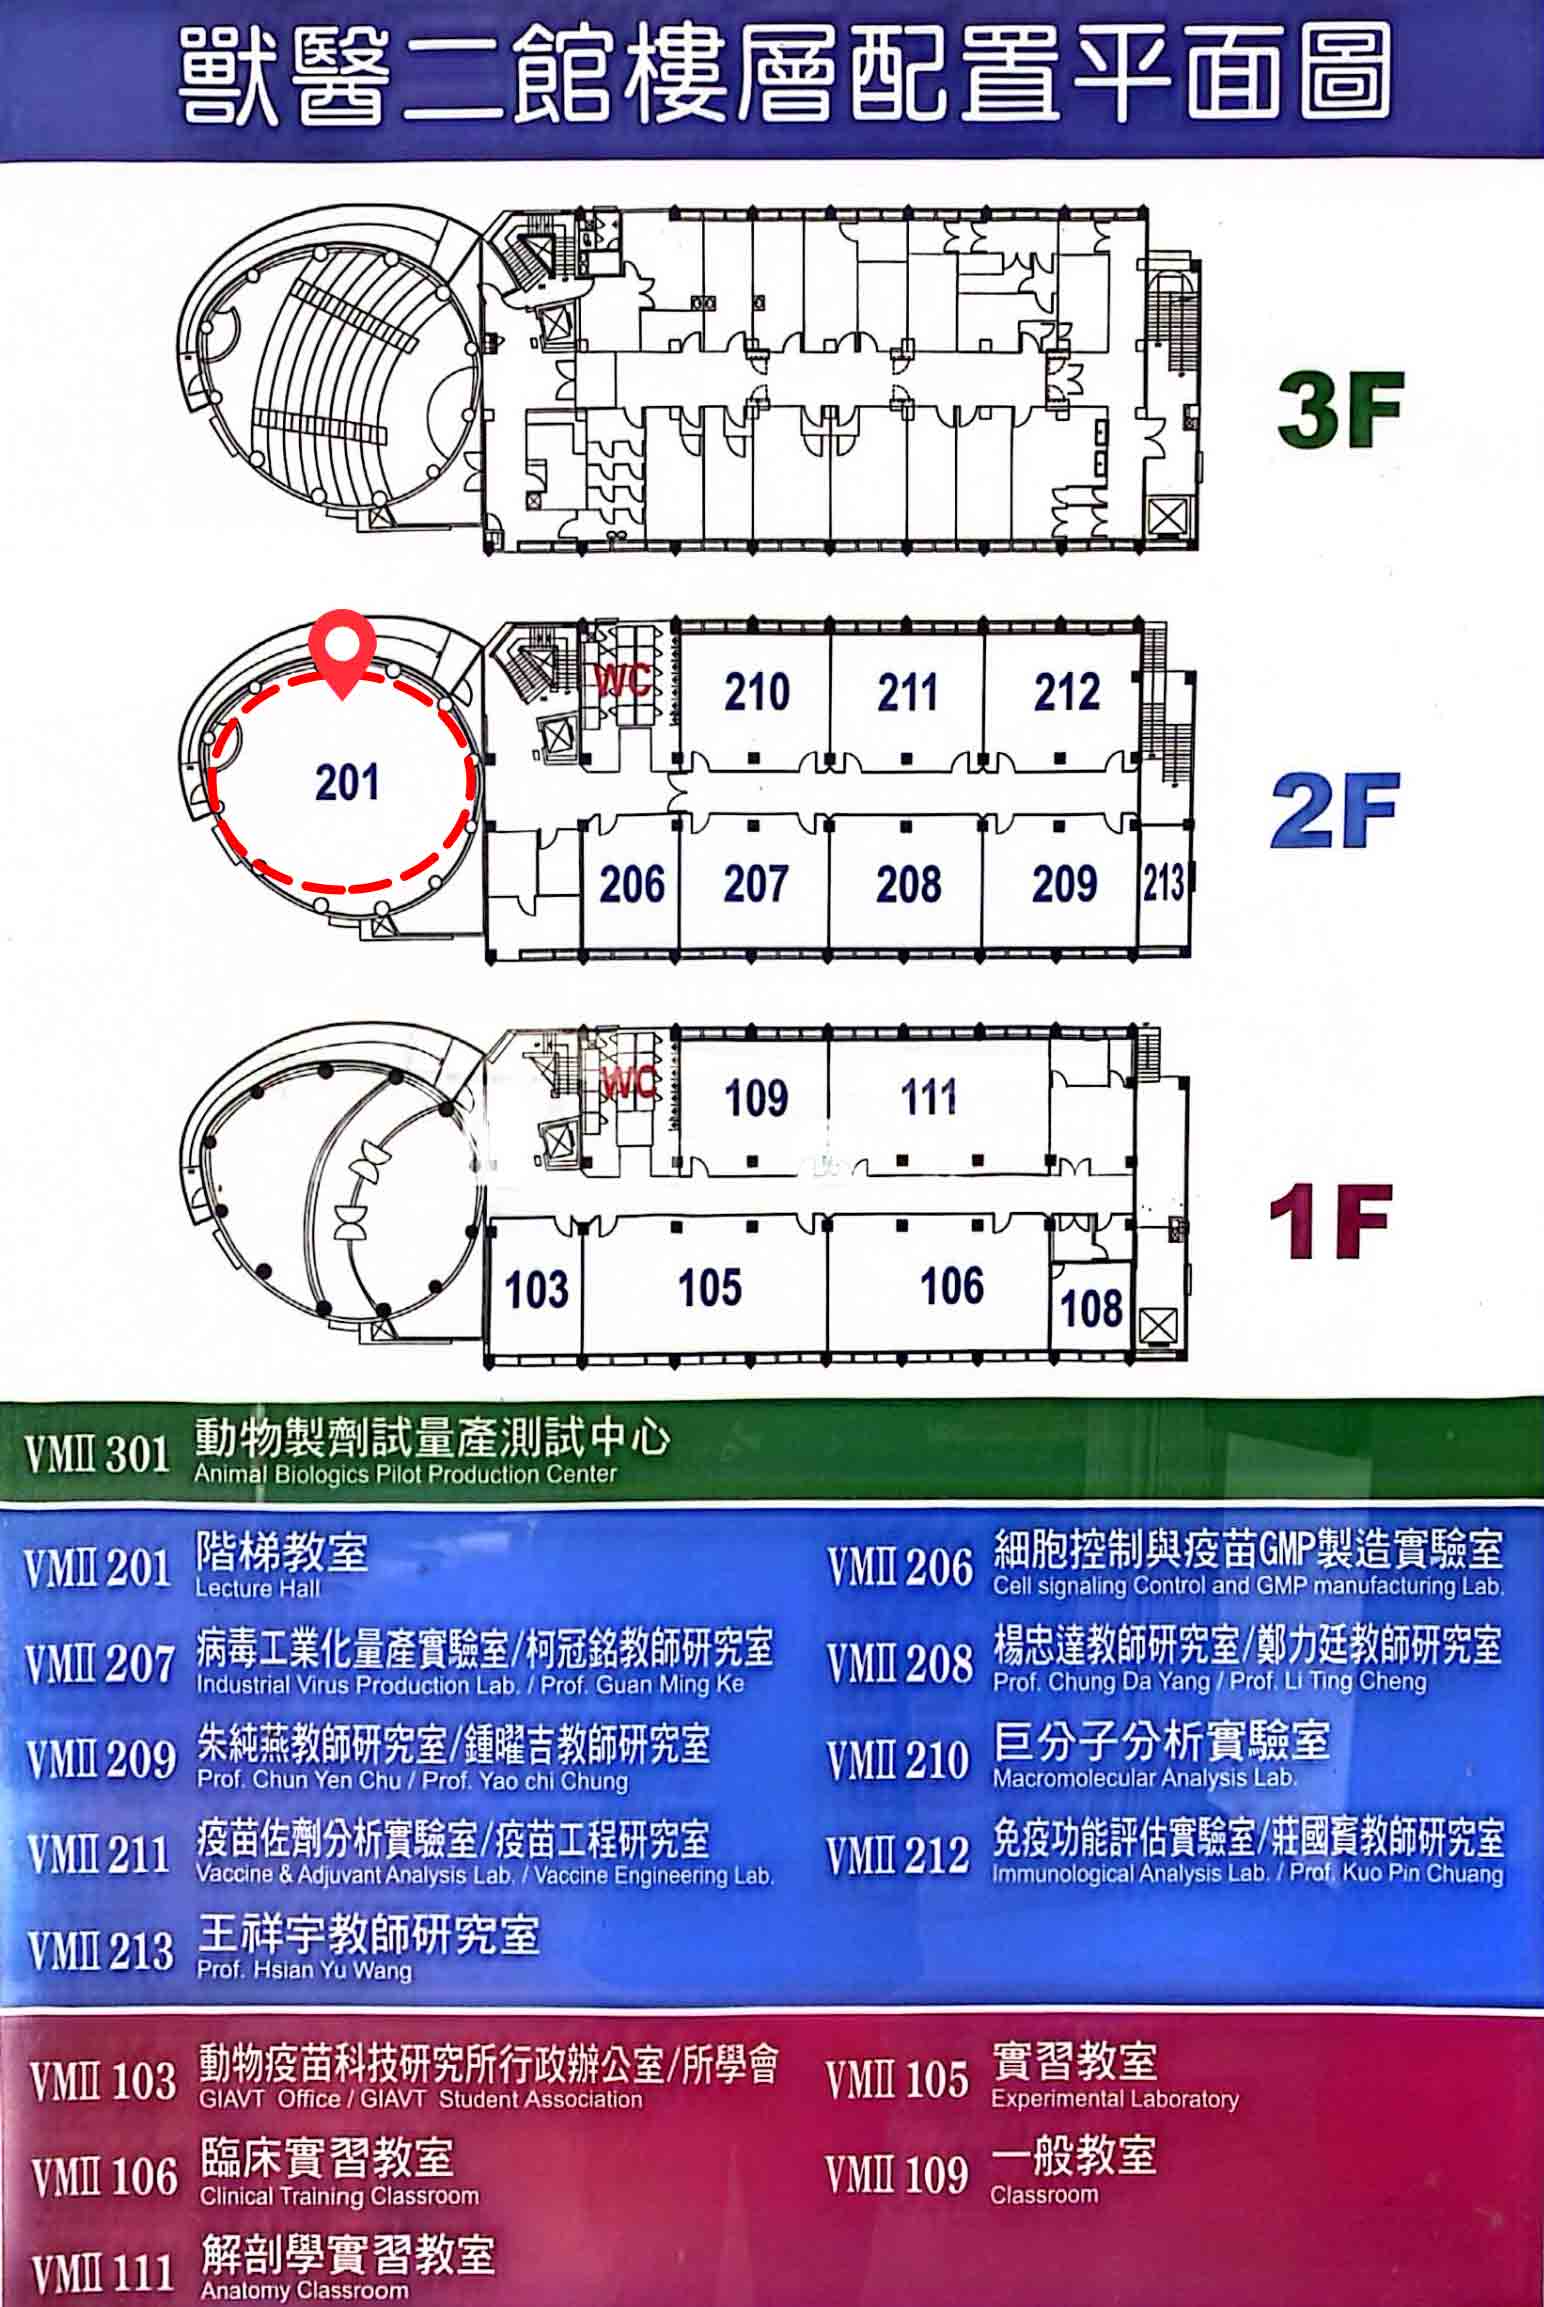 獸醫二館樓層配置平面圖
3F
WC
210
211
212
201
2F
206
207
208
209
213
WC
109
111
1F
103
105
106
108
VMII 301 動物製劑試量產測試中心
Animal Biologics Pilot Production Center
VMII 201 階梯教室
Lecture Hall
VMII 206 細胞控制與疫苗GMP製造實驗室
Cell signaling Control and GMP manufacturing Lab.
VMII 207 病毒工業化量產實驗室/柯冠銘教師研究室
Industrial Virus Production Lab. / Prof. Guan Ming Ke
VMII 208 楊忠達教師研究室/鄭力廷教師研究室
Prof. Chung Da Yang / Prof. Li Ting Cheng
VMII 209 朱純燕教師研究室/鍾曜吉教師研究室
Prof. Chun Yen Chu / Prof. Yao chi Chung
VMII 210 巨分子分析實驗室
Macromolecular Analysis Lab.
VMII 211 疫苗佐劑分析實驗室/疫苗工程研究室
Vaccine & Adjuvant Analysis Lab. / Vaccine Engineering Lab.
VMII 212 免疫功能評估實驗室/莊國賓教師研究室
Immunological Analysis Lab. / Prof. Kuo Pin Chuang
VMII 213 王祥宇教師研究室
Prof. Hsian Yu Wang
VMII 103 動物疫苗科技研究所行政辦公室/所學會
GIAVT Office / GIAVT Student Association
VMII 105 實習教室
Experimental Laboratory
VMII 106 臨床實習教室
Clinical Training Classroom
VMII 109 一般教室
Classroom
VMII 111 解剖學實習教室
Anatomy Classroom